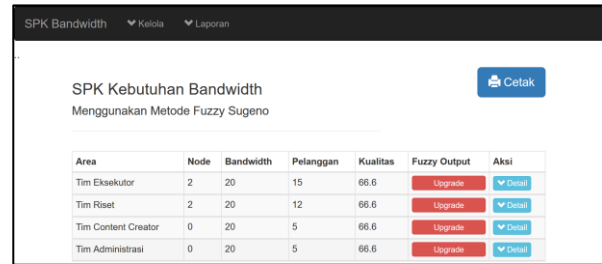 SPK Bandwidth Kelola Laporan
..
SPK Kebutuhan Bandwidth
Cetak
Menggunakan Metode Fuzzy Sugeno
Area Node Bandwidth Pelanggan Kualitas Fuzzy Output Aksi
Tim Eksekutor 2 20 15 66.6 Upgrade Detail
Tim Riset 2 20 12 66.6 Upgrade Detail
Tim Content Creator 0 20 5 66.6 Upgrade Detail
Tim Administrasi 0 20 5 66.6 Upgrade Detail